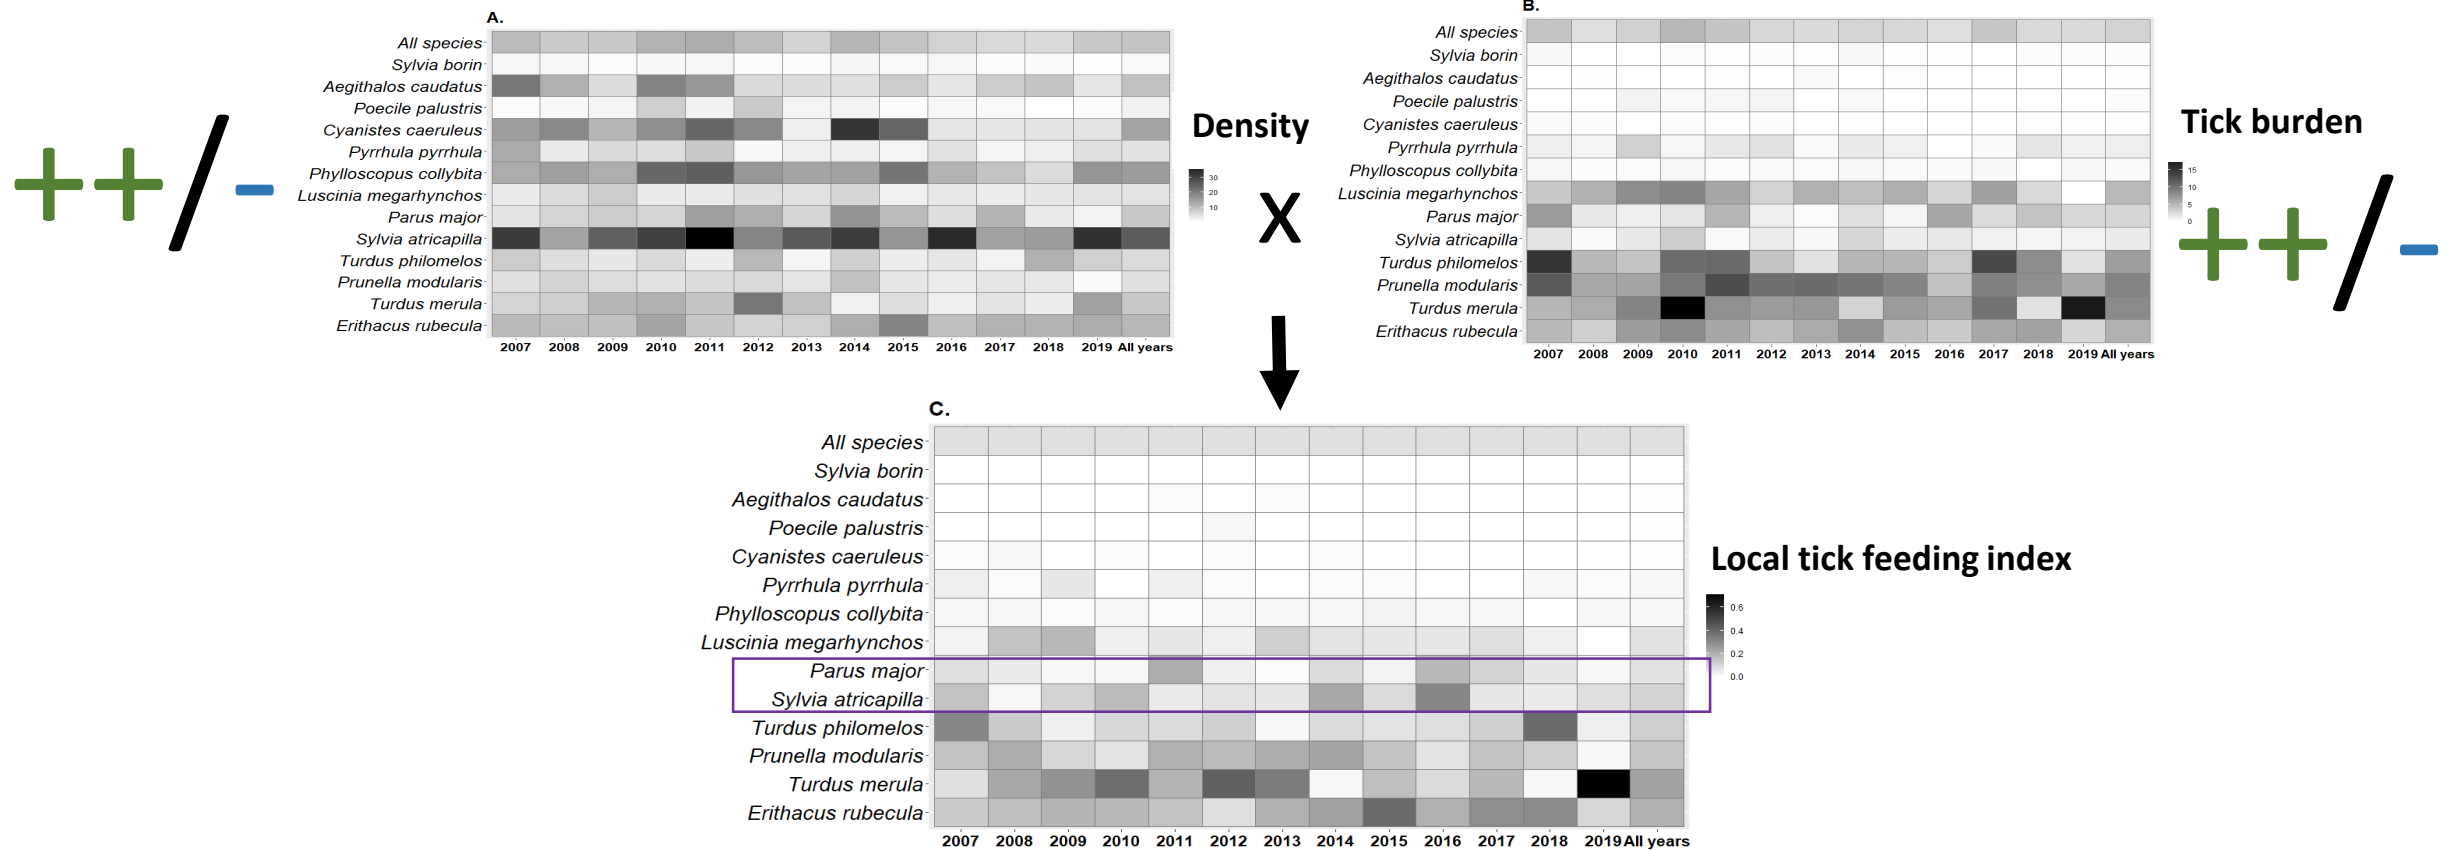 A.
All species
Sylvia borin
Aegithalos caudatus
Poecile palustris
Cyanistes caeruleus
Pyrrhula pyrrhula
Phylloscopus collybita
Luscinia megarhynchos
Parus major
Sylvia atricapilla
Turdus philomelos
Prunella modularis
Turdus merula
Erithacus rubecula
2007 2008 2009 2010 2011 2012 2013 2014 2015 2016 2017 2018 2019 All years
++/-
Density
30
20
10
X
B.
All species
Sylvia borin
Aegithalos caudatus
Poecile palustris
Cyanistes caeruleus
Pyrrhula pyrrhula
Phylloscopus collybita
Luscinia megarhynchos
Parus major
Sylvia atricapilla
Turdus philomelos
Prunella modularis
Turdus merula
Erithacus rubecula
2007 2008 2009 2010 2011 2012 2013 2014 2015 2016 2017 2018 2019 All years
Tick burden
15
10
5
0
++/-
C.
All species
Sylvia borin
Aegithalos caudatus
Poecile palustris
Cyanistes caeruleus
Pyrrhula pyrrhula
Phylloscopus collybita
Luscinia megarhynchos
Parus major
Sylvia atricapilla
Turdus philomelos
Prunella modularis
Turdus merula
Erithacus rubecula
2007 2008 2009 2010 2011 2012 2013 2014 2015 2016 2017 2018 2019 All years
Local tick feeding index
0.6
0.4
0.2
0.0